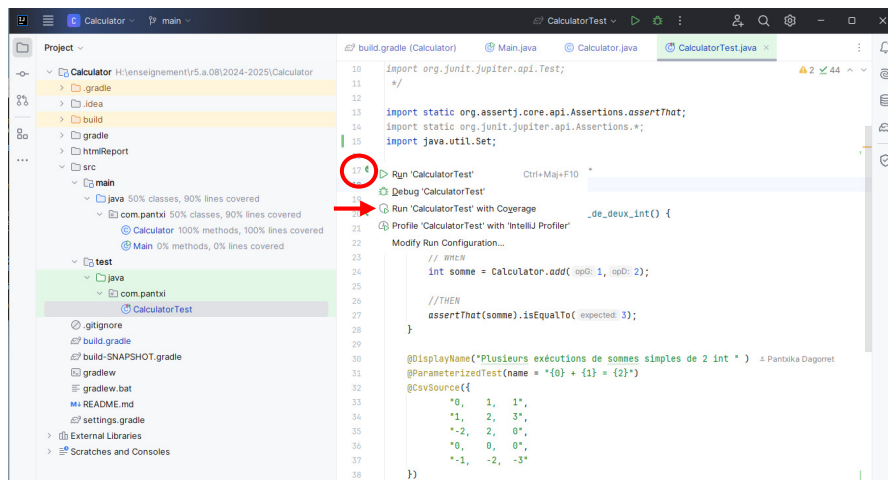 Calculator
main
CalculatorTest
Project
build.gradle (Calculator)
Main.java
Calculator.java
CalculatorTest.java
Calculator H:\enseignement\r5.a.08\2024-2025\Calculator
.gradle
.idea
build
gradle
htmlReport
src
main
java 50% classes, 90% lines covered
com.pantxi 50% classes, 90% lines covered
Calculator 100% methods, 100% lines covered
Main 0% methods, 0% lines covered
test
java
com.pantxi
CalculatorTest
.gitignore
build.gradle
build-SNAPSHOT.gradle
gradlew
gradlew.bat
README.md
settings.gradle
External Libraries
Scratches and Consoles
2 44
10 import org.junit.jupiter.api.Test;
11 */
12
13 import static org.assertj.core.api.Assertions.assertThat;
14 import static org.junit.jupiter.api.Assertions.*;
15 import java.util.Set;
17
Run 'CalculatorTest' Ctrl+Maj+F10
Debug 'CalculatorTest'
Run 'CalculatorTest' with Coverage
_de_deux_int() {
21 Profile 'CalculatorTest' with 'IntelliJ Profiler'
22 Modify Run Configuration...
23 // WHEN
24 int somme = Calculator.add( opG: 1, opD: 2);
25
26 //THEN
27 assertThat(somme).isEqualTo( expected: 3);
28 }
29
30 @DisplayName("Plusieurs exécutions de sommes simples de 2 int " ) Pantxika Dagorret
31 @ParameterizedTest(name = "{0} + {1} = {2}")
32 @CsvSource({
33 "0, 1, 1",
34 "1, 2, 3",
35 "-2, 2, 0",
36 "0, 0, 0",
37 "-1, -2, -3"
38 })